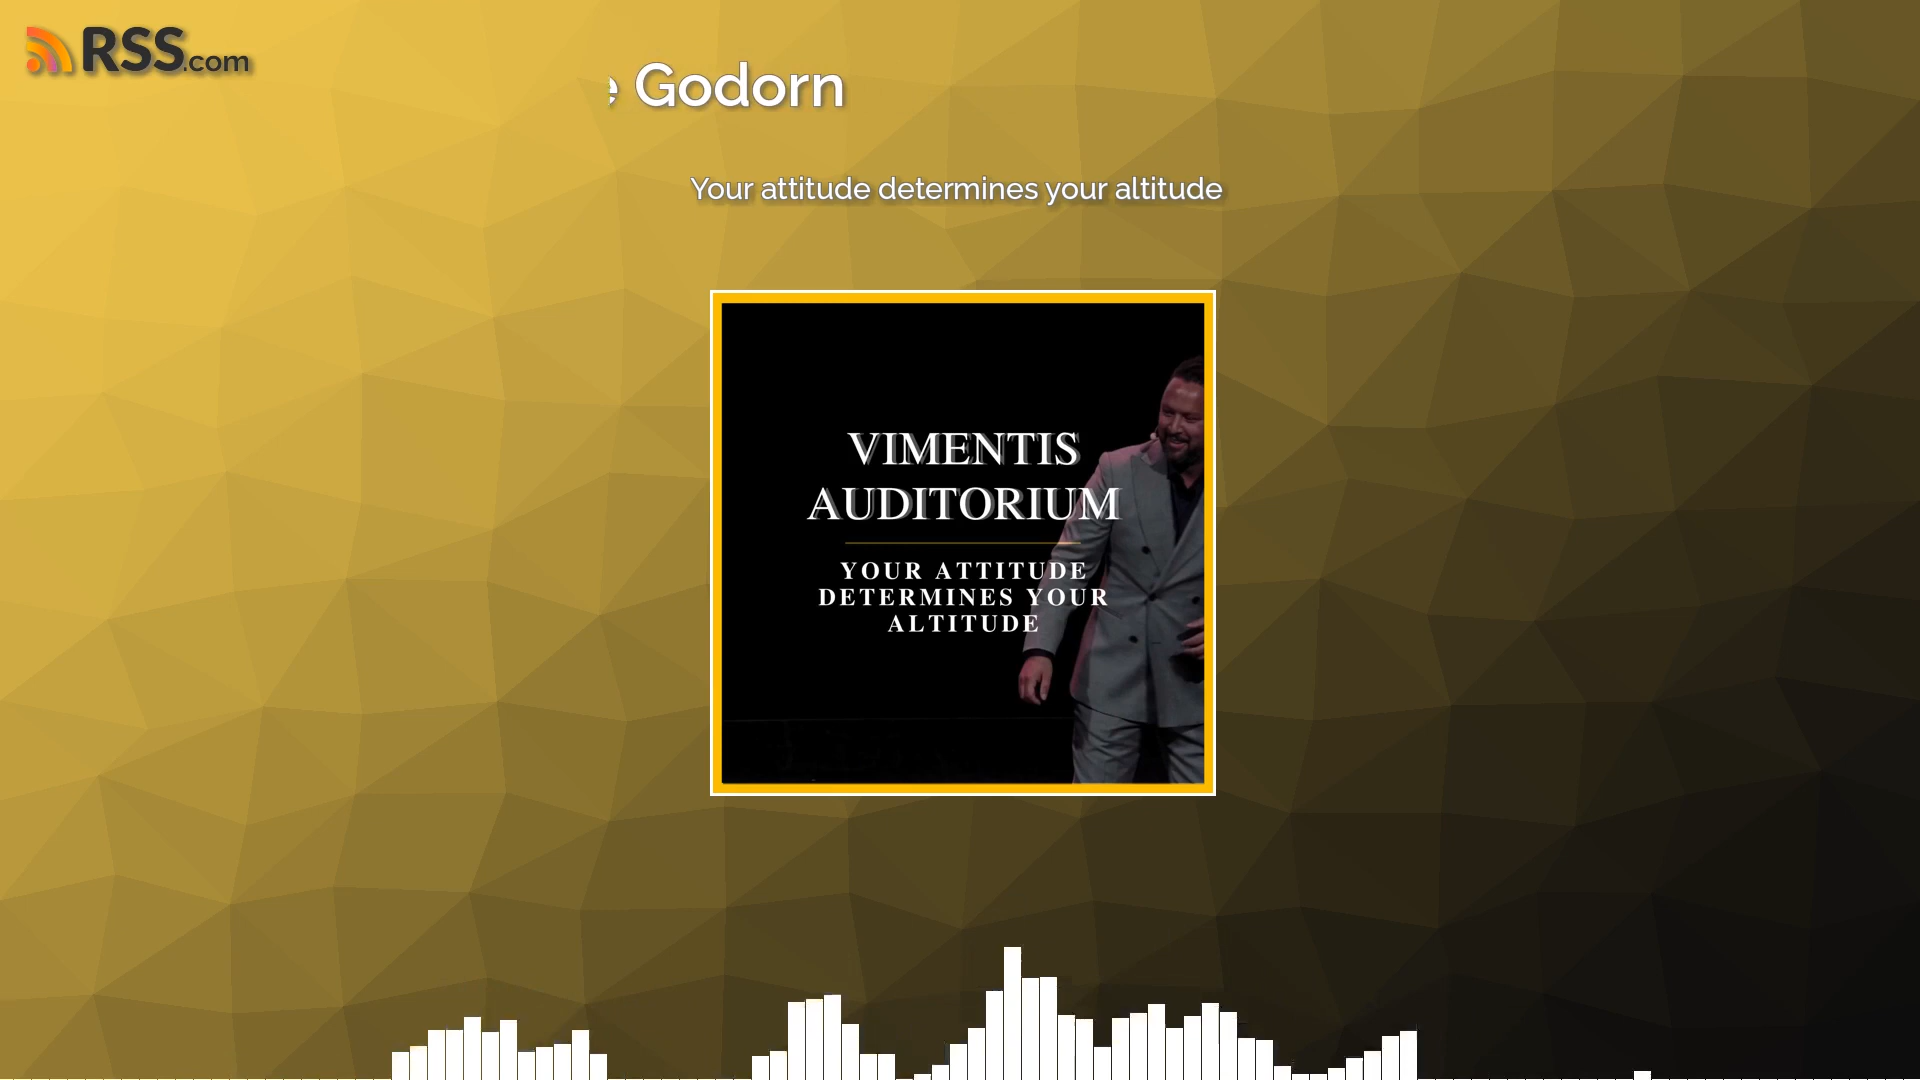 RSS.com
Godorn
Your attitude determines your altitude
VIMENTIS
AUDITORIUM
YOUR ATTITUDE
DETERMINES YOUR
ALTITUDE